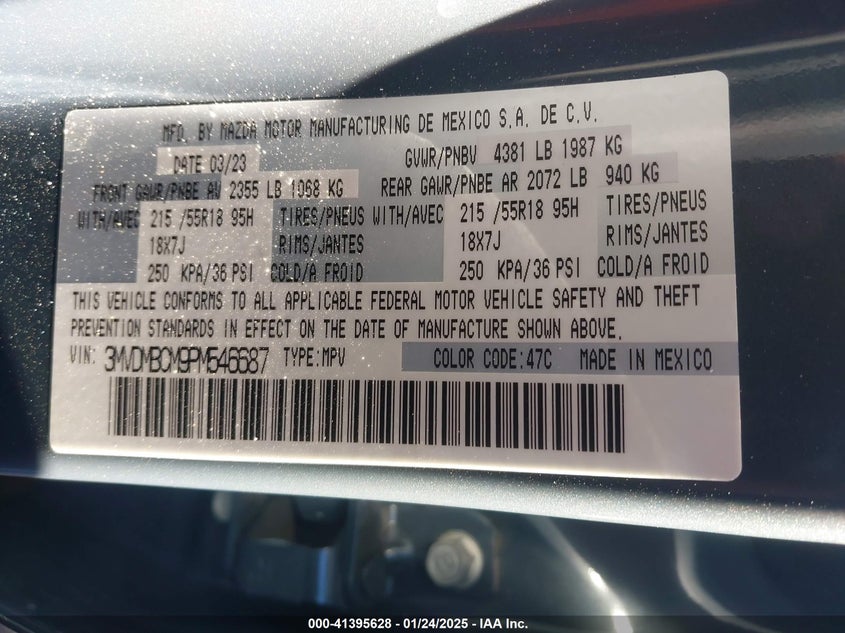 MFD. BY MAZDA MOTOR MANUFACTURING DE MEXICO S.A. DE C.V.
DATE 03/23 GVWR/PNBV 4381 LB 1987 KG
FRONT GAWR/PNBE AV 2355 LB 1068 KG REAR GAWR/PNBE AR 2072 LB 940 KG
WITH/AVEC 215 /55R18 95H TIRES/PNEUS WITH/AVEC 215 /55R18 95H TIRES/PNEUS
18X7J RIMS/JANTES 18X7J RIMS/JANTES
250 KPA/36 PSI COLD/A FROID 250 KPA/36 PSI COLD/A FROID
THIS VEHICLE CONFORMS TO ALL APPLICABLE FEDERAL MOTOR VEHICLE SAFETY AND THEFT
PREVENTION STANDARDS IN EFFECT ON THE DATE OF MANUFACTURE SHOWN ABOVE.
VIN: 3MVDMBCM9PM546687 TYPE:MPV COLOR CODE:47C MADE IN MEXICO
000-41395628 - 01/24/2025 - IAA Inc.